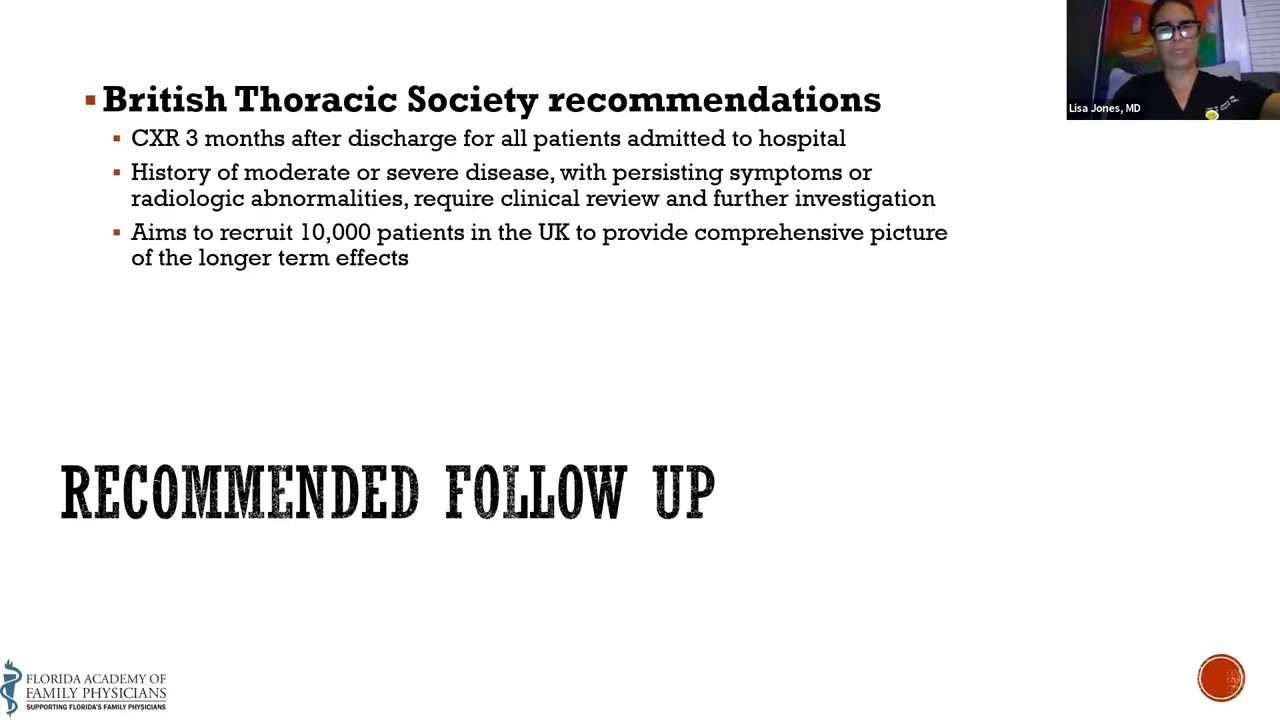 British Thoracic Society recommendations
CXR 3 months after discharge for all patients admitted to hospital
History of moderate or severe disease, with persisting symptoms or
radiologic abnormalities, require clinical review and further investigation
Aims to recruit 10,000 patients in the UK to provide comprehensive picture
of the longer term effects
Lisa Jones, MD
RECOMMENDED FOLLOW UP
FLORIDA ACADEMY OF
FAMILY PHYSICIANS
SUPPORTING FLORIDA'S FAMILY PHYSICIANS